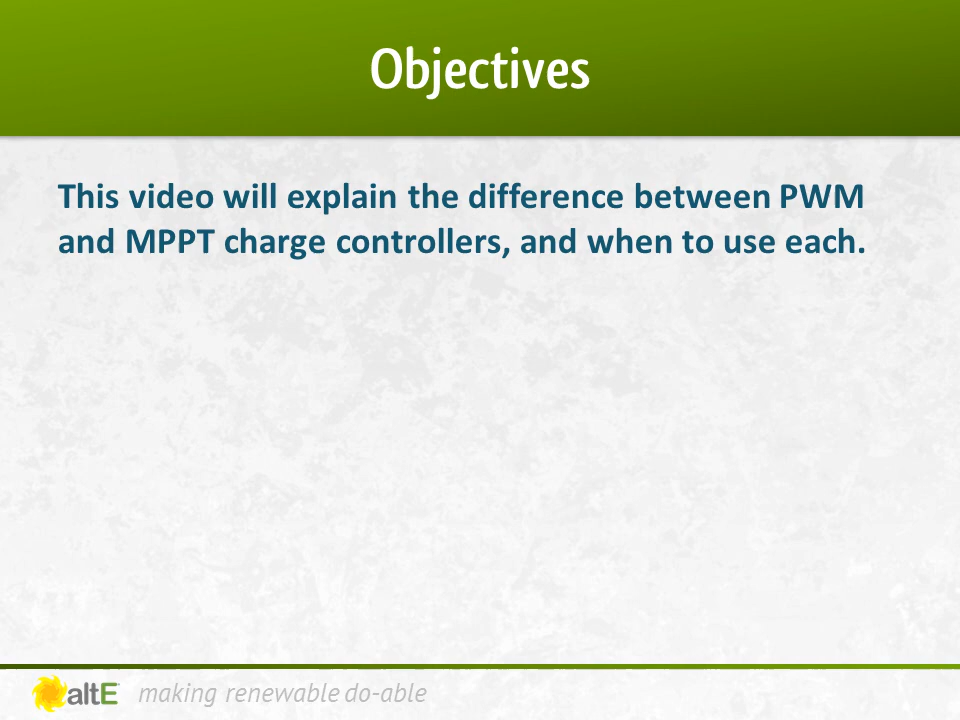 Objectives
This video will explain the difference between PWM
and MPPT charge controllers, and when to use each.
altE making renewable do-able